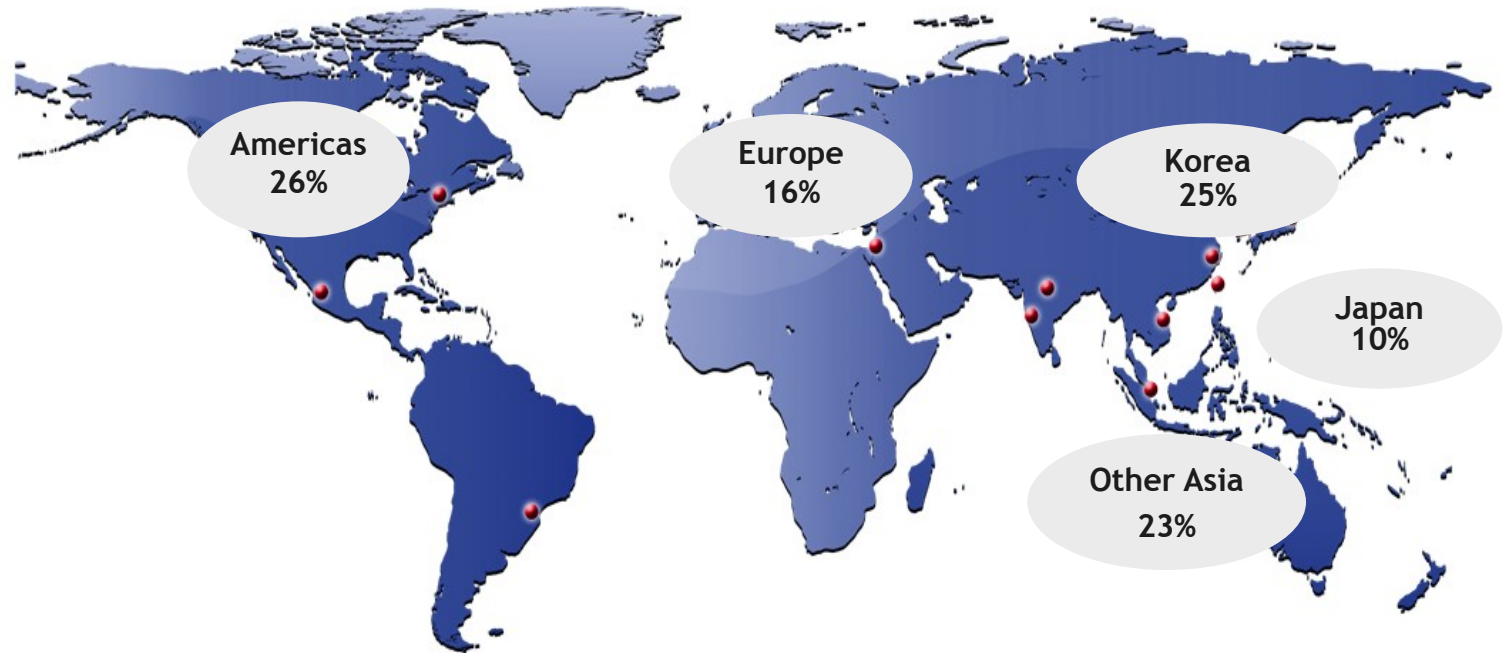 Americas
26%
Europe
16%
Korea
25%
Japan
10%
Other Asia
23%